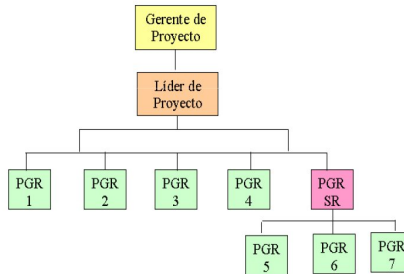 Gerente de
Proyecto
Líder de
Proyecto
PGR
1
PGR
2
PGR
3
PGR
4
PGR
SR
PGR
5
PGR
6
PGR
7